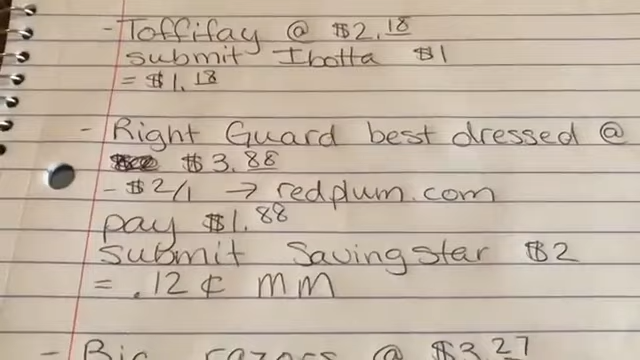 - Toffifay @ $2.18
submit Ibotta $1
= $1.18
- Right Guard best dressed @
$3.88
- $2/1 → redplum.com
pay $1.88
submit Savingstar $2
= .12 ¢ mm
- Bic razors @ $3.27